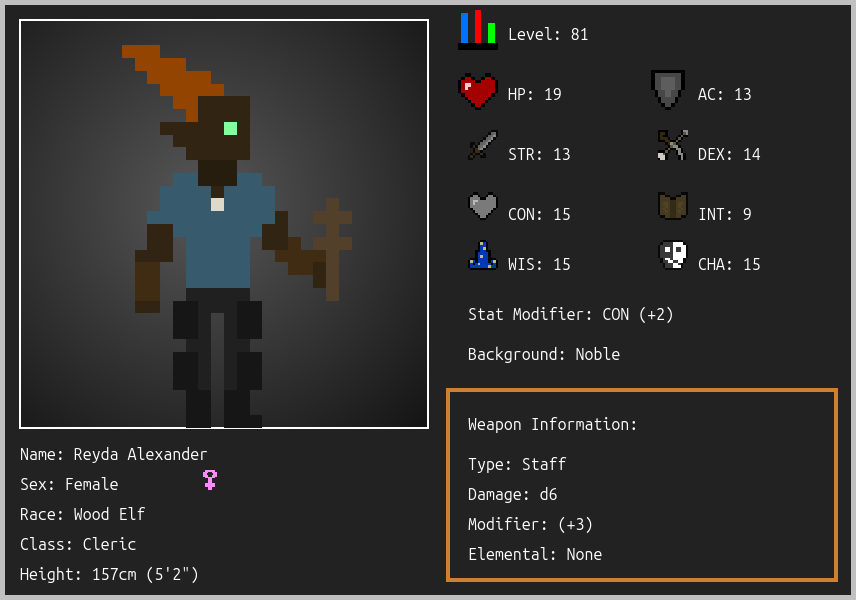 Level: 81
HP: 19
AC: 13
STR: 13
DEX: 14
CON: 15
INT: 9
WIS: 15
CHA: 15
Stat Modifier: CON (+2)
Background: Noble
Weapon Information:
Type: Staff
Damage: d6
Modifier: (+3)
Elemental: None
Name: Reyda Alexander
Sex: Female
Race: Wood Elf
Class: Cleric
Height: 157cm (5'2")